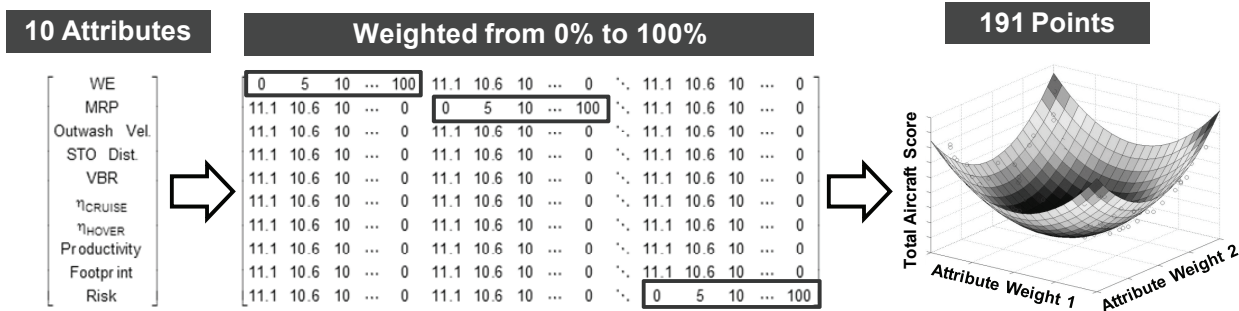 10 Attributes
Weighted from 0% to 100%
191 Points
WE 0 5 10 ... 100 11.1 10.6 10 ... 0 ⋱ 11.1 10.6 10 ... 0
MRP 11.1 10.6 10 ... 0 0 5 10 ... 100 ⋱ 11.1 10.6 10 ... 0
Outwash Vel. 11.1 10.6 10 ... 0 11.1 10.6 10 ... 0 ⋱ 11.1 10.6 10 ... 0
STO Dist. 11.1 10.6 10 ... 0 11.1 10.6 10 ... 0 ⋱ 11.1 10.6 10 ... 0
VBR 11.1 10.6 10 ... 0 11.1 10.6 10 ... 0 ⋱ 11.1 10.6 10 ... 0
ηCRUISE 11.1 10.6 10 ... 0 11.1 10.6 10 ... 0 ⋱ 11.1 10.6 10 ... 0
ηHOVER 11.1 10.6 10 ... 0 11.1 10.6 10 ... 0 ⋱ 11.1 10.6 10 ... 0
Productivity 11.1 10.6 10 ... 0 11.1 10.6 10 ... 0 ⋱ 11.1 10.6 10 ... 0
Footprint 11.1 10.6 10 ... 0 11.1 10.6 10 ... 0 ⋱ 11.1 10.6 10 ... 0
Risk 11.1 10.6 10 ... 0 11.1 10.6 10 ... 0 ⋱ 0 5 10 ... 100
Total Aircraft Score
Attribute Weight 1
Attribute Weight 2